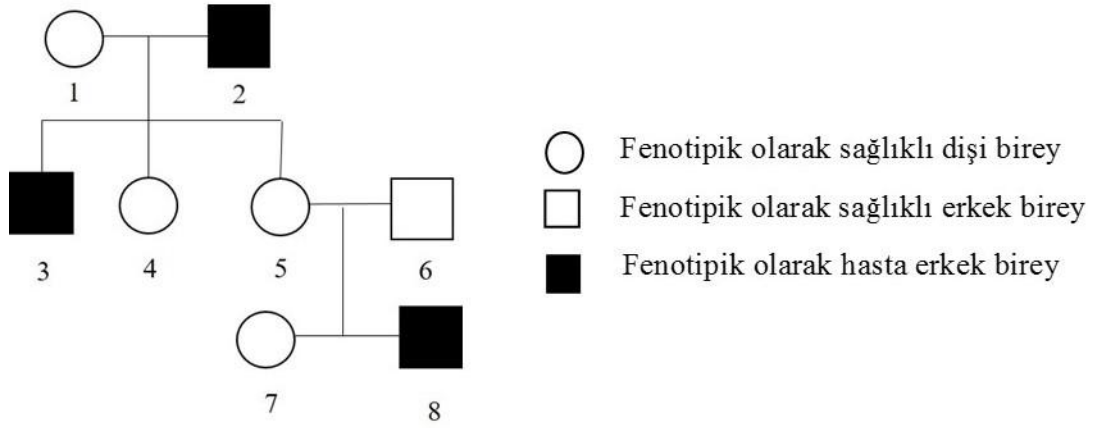 1
2
Fenotipik olarak sağlıklı dişi birey
Fenotipik olarak sağlıklı erkek birey
Fenotipik olarak hasta erkek birey
3
4
5
6
7
8